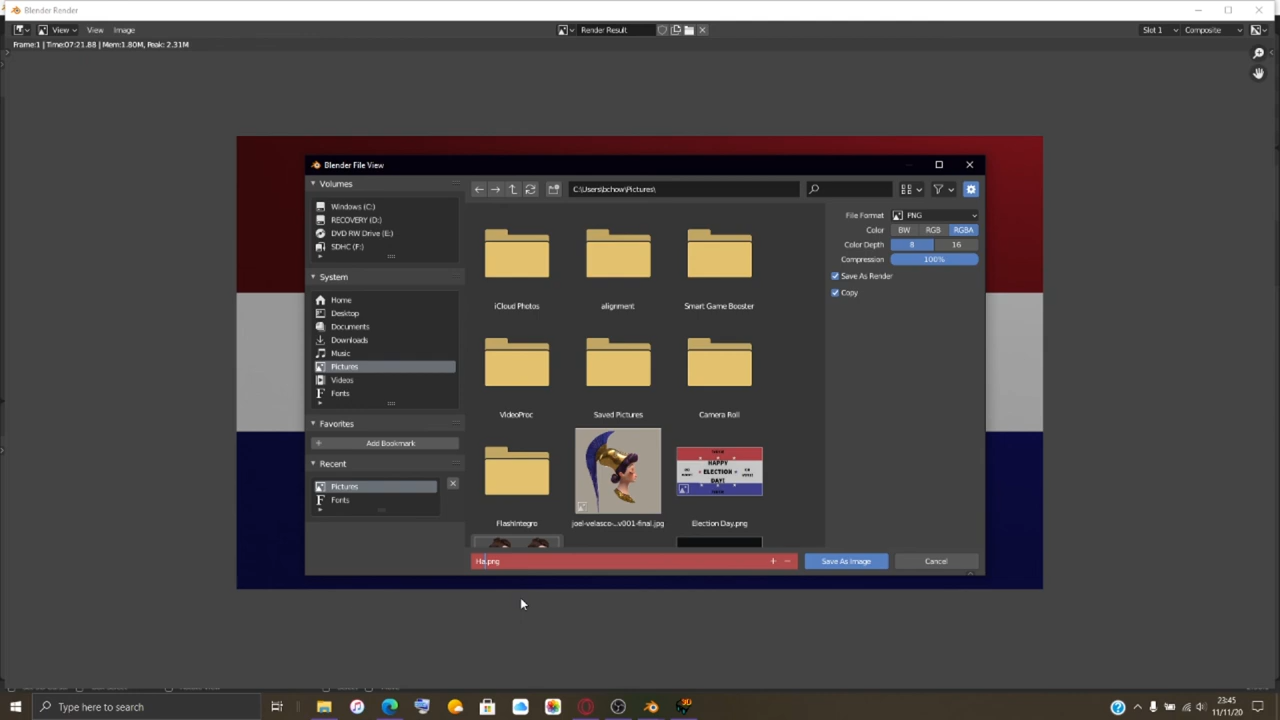 Blender Render
View
View
Image
Render Result
Slot 1
Composite
Frame:1 | Time:07:21.88 | Mem:1.80M, Peak: 2.31M
Blender File View
Volumes
Windows (C:)
RECOVERY (D:)
DVD RW Drive (E:)
SDHC (F:)
System
Home
Desktop
Documents
Downloads
Music
Pictures
Videos
Fonts
Favorites
Add Bookmark
Recent
Pictures
Fonts
C:\Users\bchow\Pictures\
iCloud Photos
alignment
Smart Game Booster
VideoProc
Saved Pictures
Camera Roll
HAPPY
ELECTION
DAY!
FlashIntegro
joel-velasco-...v001-final.jpg
Election Day.png
File Format
PNG
Color
BW
RGB
RGBA
Color Depth
8
16
Compression
100%
Save As Render
Copy
Ha.png
Save As Image
Cancel
Type here to search
3D
23:45
11/11/20